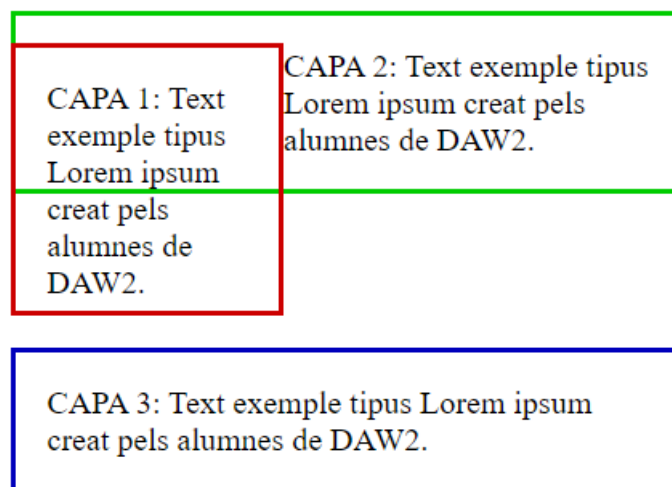 CAPA 1: Text
exemple tipus
Lorem ipsum
creat pels
alumnes de
DAW2.
CAPA 2: Text exemple tipus
Lorem ipsum creat pels
alumnes de DAW2.
CAPA 3: Text exemple tipus Lorem ipsum
creat pels alumnes de DAW2.